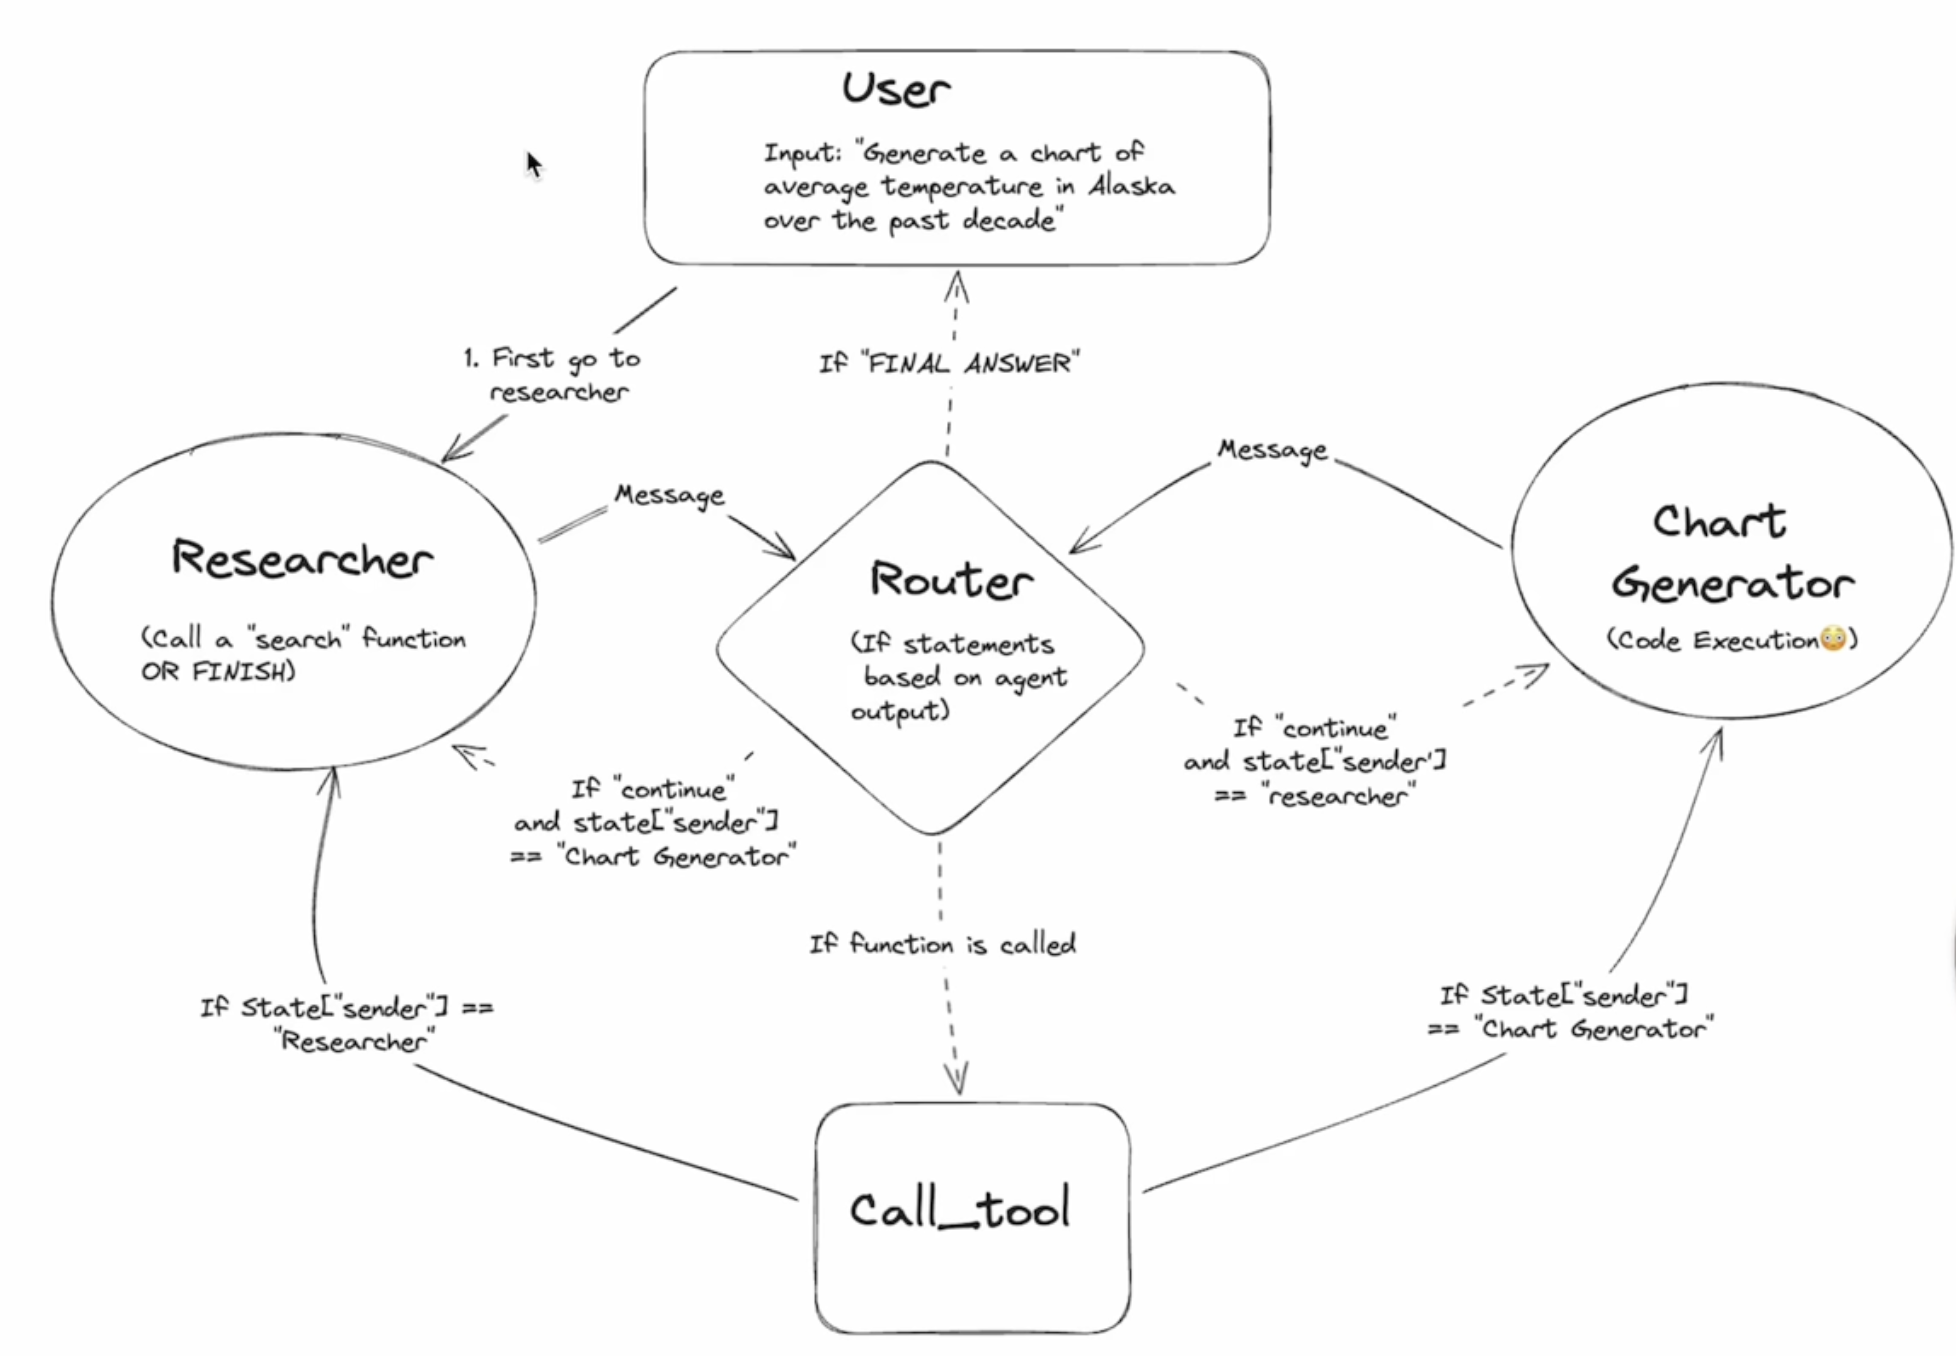 User
Input: "Generate a chart of
average temperature in Alaska
over the past decade"
1. First go to
researcher
If "FINAL ANSWER"
Message
Message
Researcher
(Call a "search" function
OR FINISH)
Router
(If statements
based on agent
output)
Chart
Generator
(Code Execution😳)
If "continue"
and state["sender"]
== "Chart Generator"
If "continue"
and state["sender']
== "researcher"
If function is called
If State["sender"] ==
"Researcher"
If State["sender"]
== "Chart Generator"
Call_tool